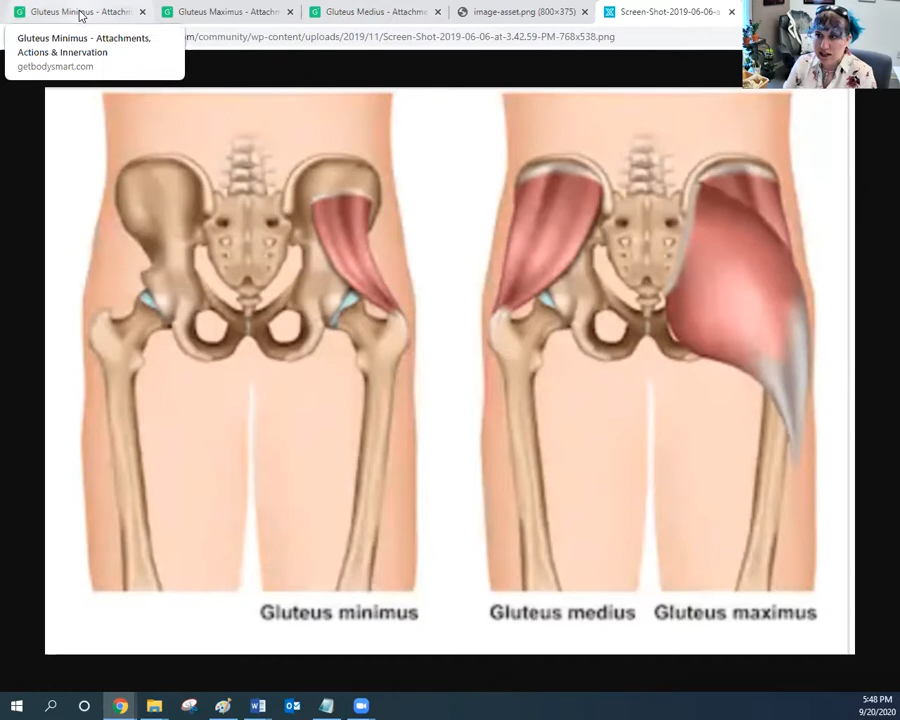 Gluteus Minimus - Attachm
Gluteus Maximus - Attachm
Gluteus Medius - Attachme
image-asset.png (800×375)
Screen-Shot-2019-06-06-a
Gluteus Minimus - Attachments,
Actions & Innervation
getbodysmart.com
om/community/wp-content/uploads/2019/11/Screen-Shot-2019-06-06-at-3.42.59-PM-768x538.png
Gluteus minimus
Gluteus medius
Gluteus maximus
5:48 PM
9/20/2020